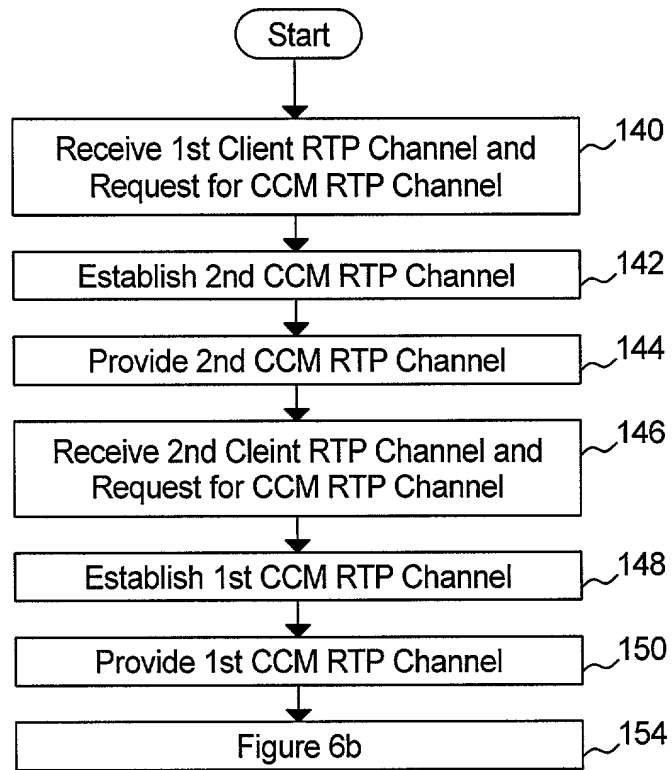 Start
Receive 1st Client RTP Channel and
Request for CCM RTP Channel
140
Establish 2nd CCM RTP Channel
142
Provide 2nd CCM RTP Channel
144
Receive 2nd Cleint RTP Channel and
Request for CCM RTP Channel
146
Establish 1st CCM RTP Channel
148
Provide 1st CCM RTP Channel
150
Figure 6b
154